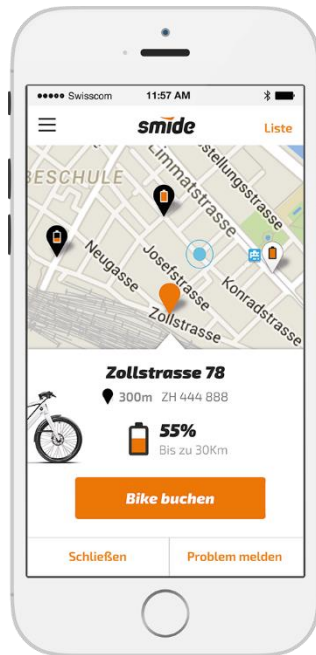 Swisscom 11:57 AM
smide
Liste
BESCHULE
Limmatstrasse
stellungsstrasse
Neugasse
Josefstrasse
Konradstrasse
Zollstrasse
Zollstrasse 78
300m ZH 444 888
55%
Bis zu 30Km
Bike buchen
Schließen Problem melden